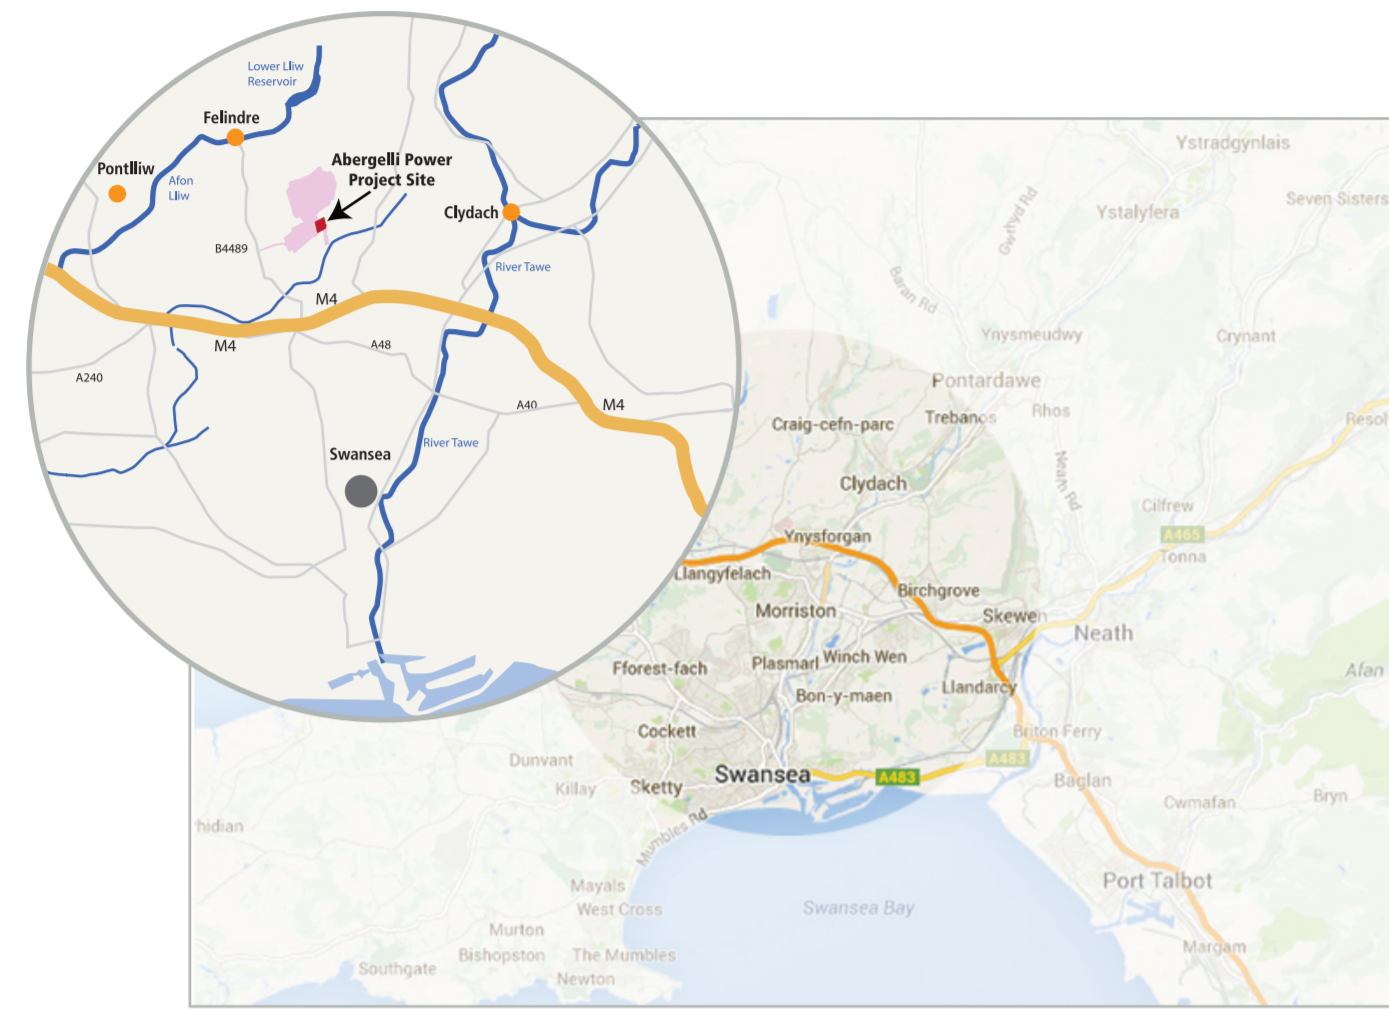 Lower Lliw
Reservoir
Felindre
Pontlliw
Afon
Lliw
Abergelli Power
Project Site
Clydach
B4489
River Tawe
M4
M4
A48
A240
A40
M4
River Tawe
Swansea
Ystradgynlais
Seven Sisters
Gwrhyd Rd
Ystalyfera
Baran Rd
Ynysmeudwy
Crynant
Pontardawe
Rhos
Trebanos
Craig-cefn-parc
Resol
Neath Rd
Clydach
Cilfrew
A465
Tonna
Ynysforgan
Llangyfelach
Birchgrove
Morriston
Skewen
Neath
Fforest-fach
Plasmarl
Winch Wen
Afan
Bon-y-maen
Llandarcy
Cockett
Briton Ferry
Dunvant
A483
Swansea
A483
Baglan
Killay
Sketty
Cwmafan
Bryn
hidian
Mumbles Rd
Mayals
Port Talbot
West Cross
Swansea Bay
Murton
Margam
Bishopston
The Mumbles
Southgate
Newton